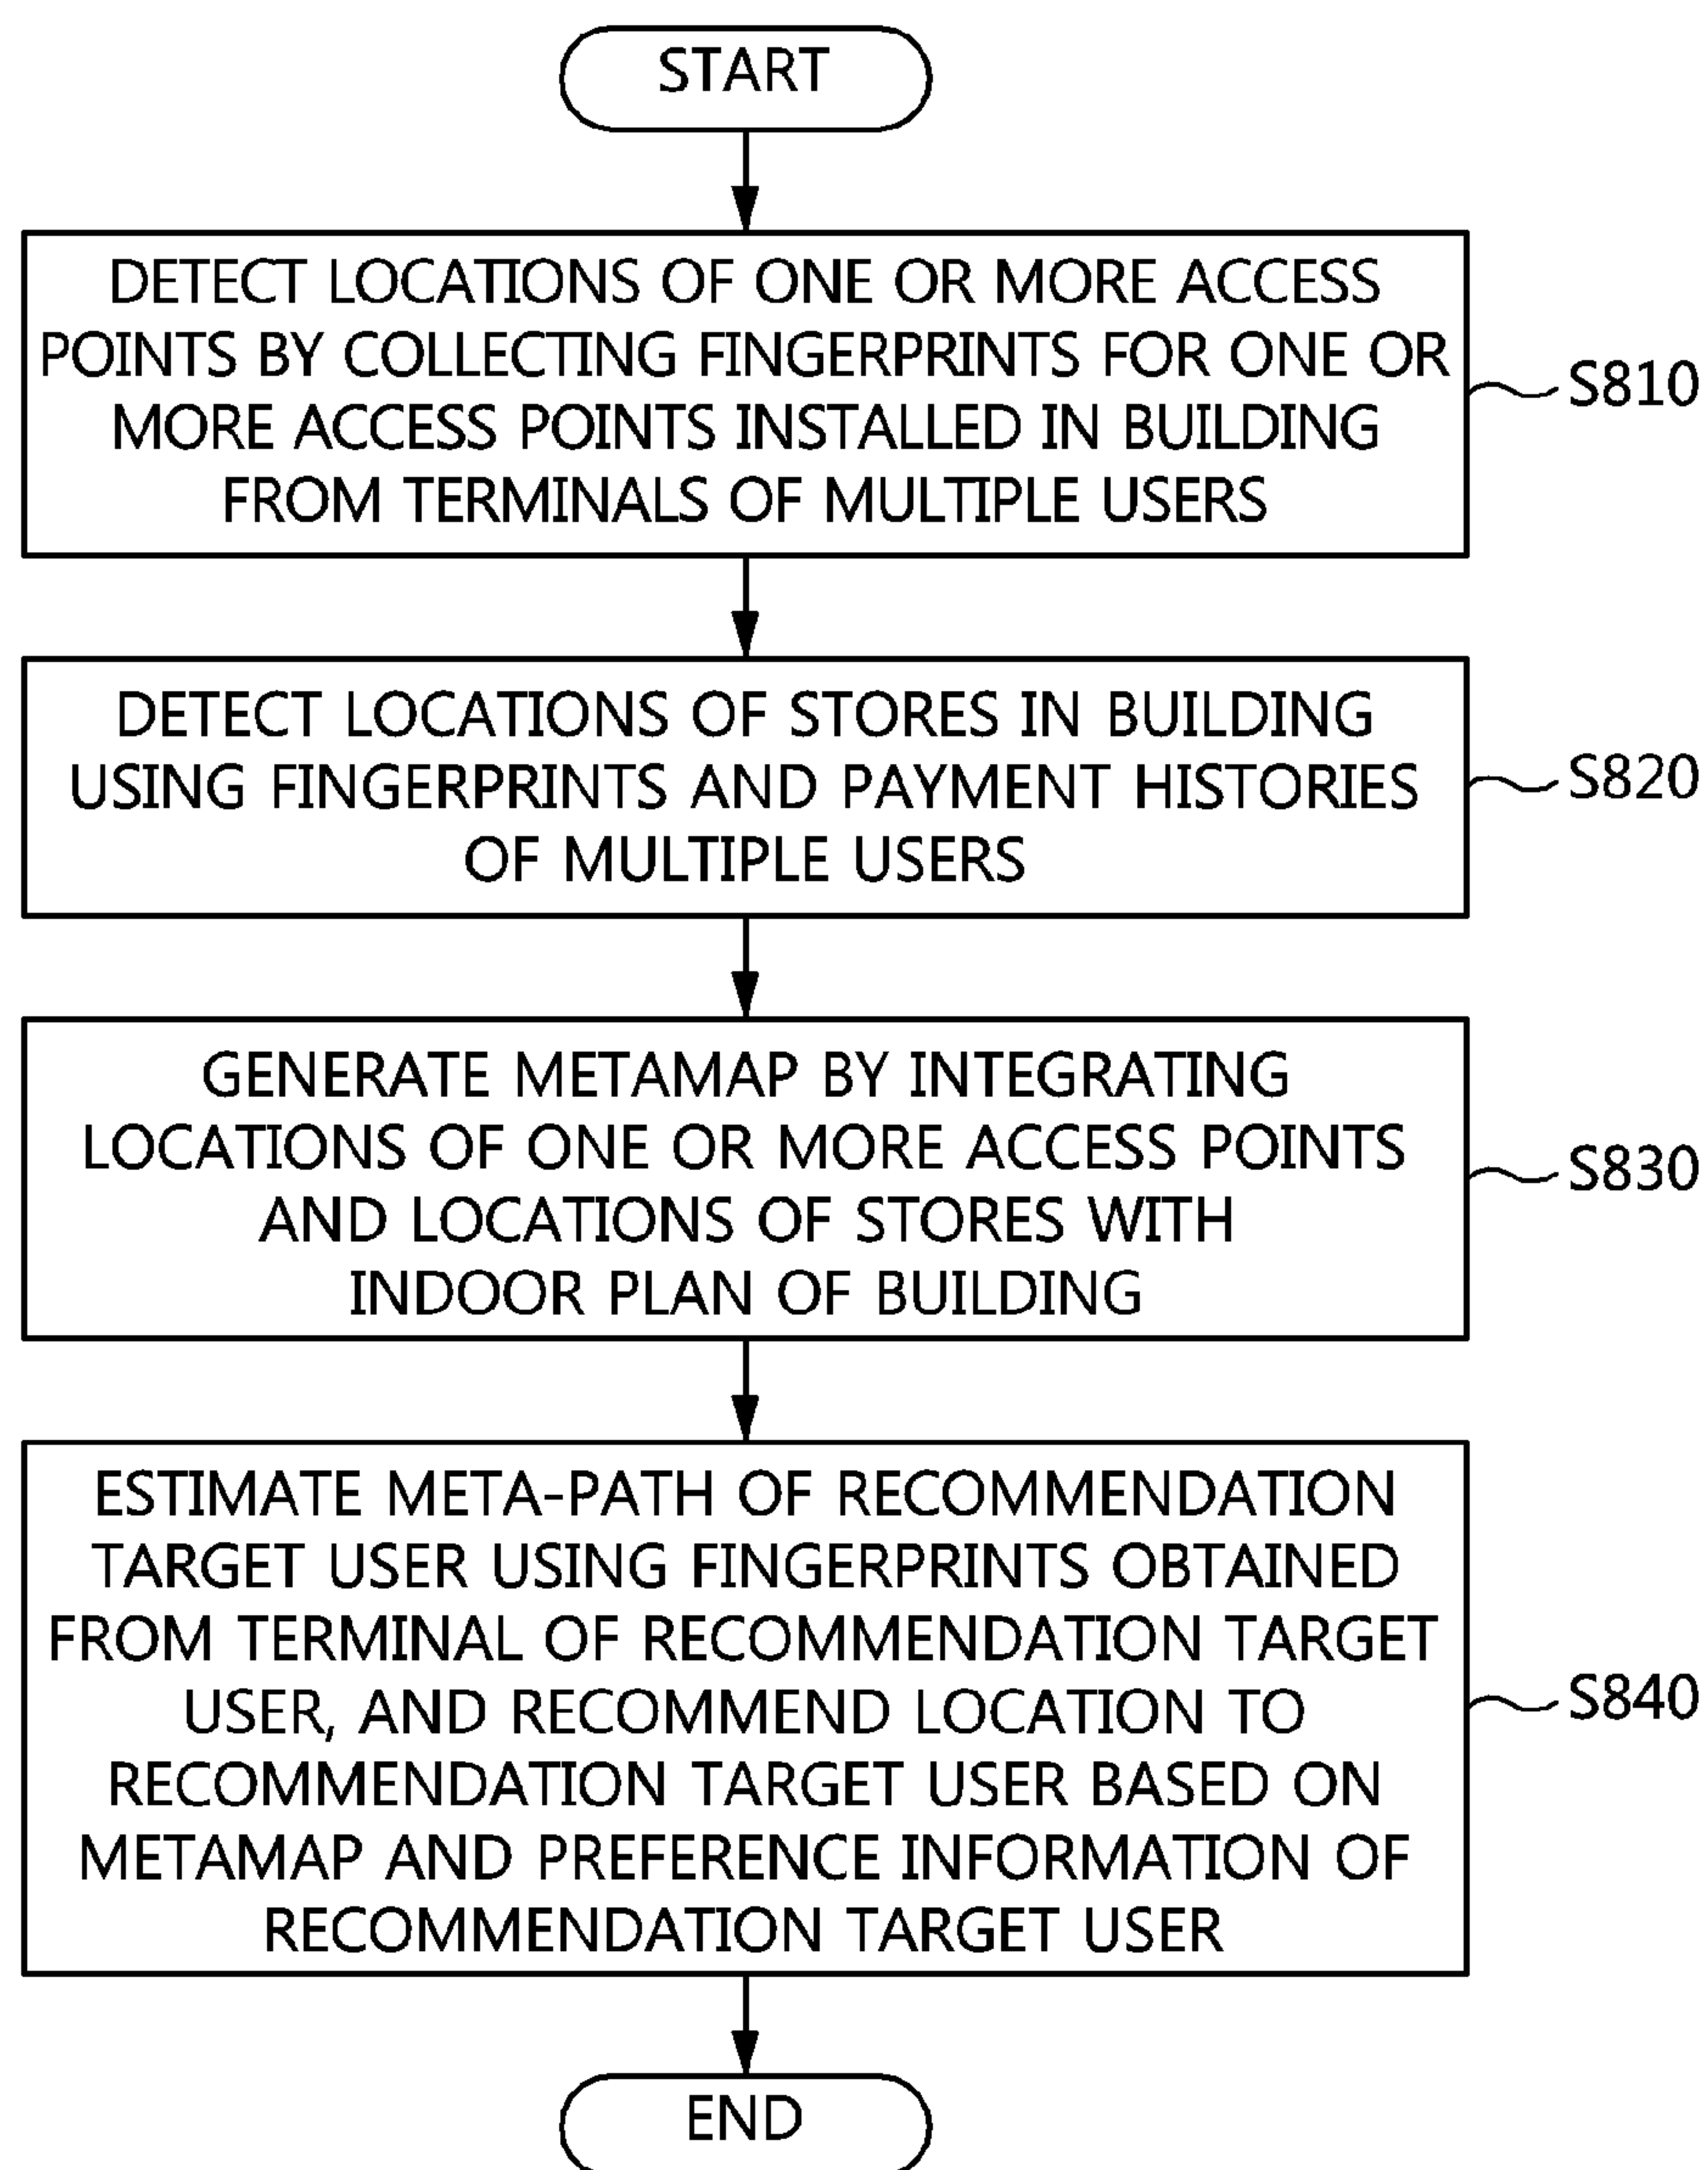 START
DETECT LOCATIONS OF ONE OR MORE ACCESS
POINTS BY COLLECTING FINGERPRINTS FOR ONE OR
MORE ACCESS POINTS INSTALLED IN BUILDING
FROM TERMINALS OF MULTIPLE USERS
S810
DETECT LOCATIONS OF STORES IN BUILDING
USING FINGERPRINTS AND PAYMENT HISTORIES
OF MULTIPLE USERS
S820
GENERATE METAMAP BY INTEGRATING
LOCATIONS OF ONE OR MORE ACCESS POINTS
AND LOCATIONS OF STORES WITH
INDOOR PLAN OF BUILDING
S830
ESTIMATE META-PATH OF RECOMMENDATION
TARGET USER USING FINGERPRINTS OBTAINED
FROM TERMINAL OF RECOMMENDATION TARGET
USER, AND RECOMMEND LOCATION TO
RECOMMENDATION TARGET USER BASED ON
METAMAP AND PREFERENCE INFORMATION OF
RECOMMENDATION TARGET USER
S840
END